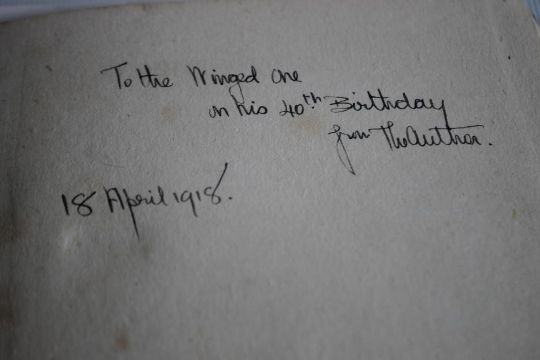 To the Winged One
on his 40th Birthday
from The Author.
18 April 1918.